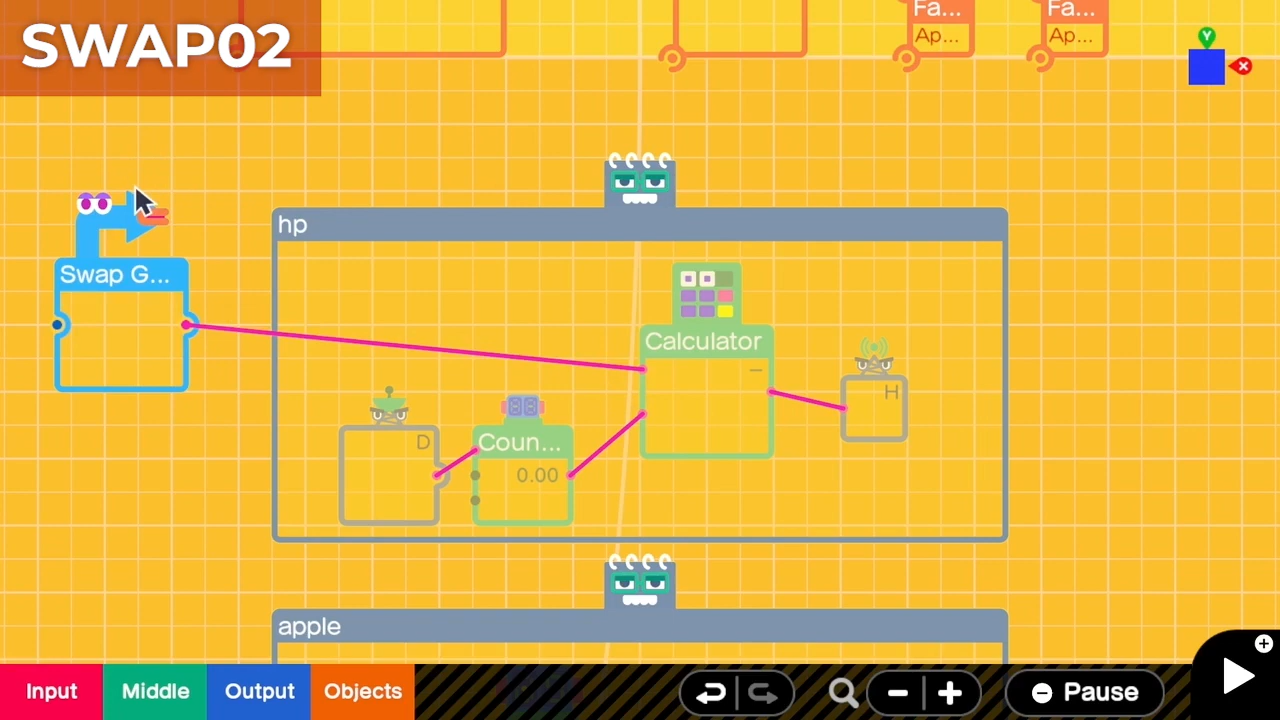 SWAP02
Fa...
Fa...
Ap...
Ap...
Y
hp
Swap G...
Calculator
−
H
D
Coun...
0.00
apple
Input
Middle
Output
Objects
Pause